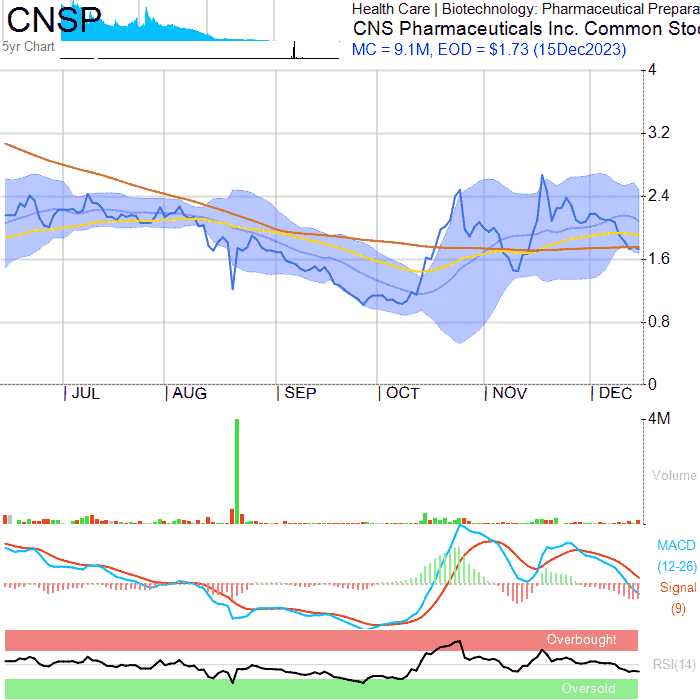 CNSP
5yr Chart
Health Care | Biotechnology: Pharmaceutical Prepara
CNS Pharmaceuticals Inc. Common Stoc
MC = 9.1M, EOD = $1.73 (15Dec2023)
4
3.2
2.4
1.6
0.8
0
JUL AUG SEP OCT NOV DEC
4M
Volume
MACD
(12-26)
Signal
(9)
Overbought
RSI(14)
Oversold